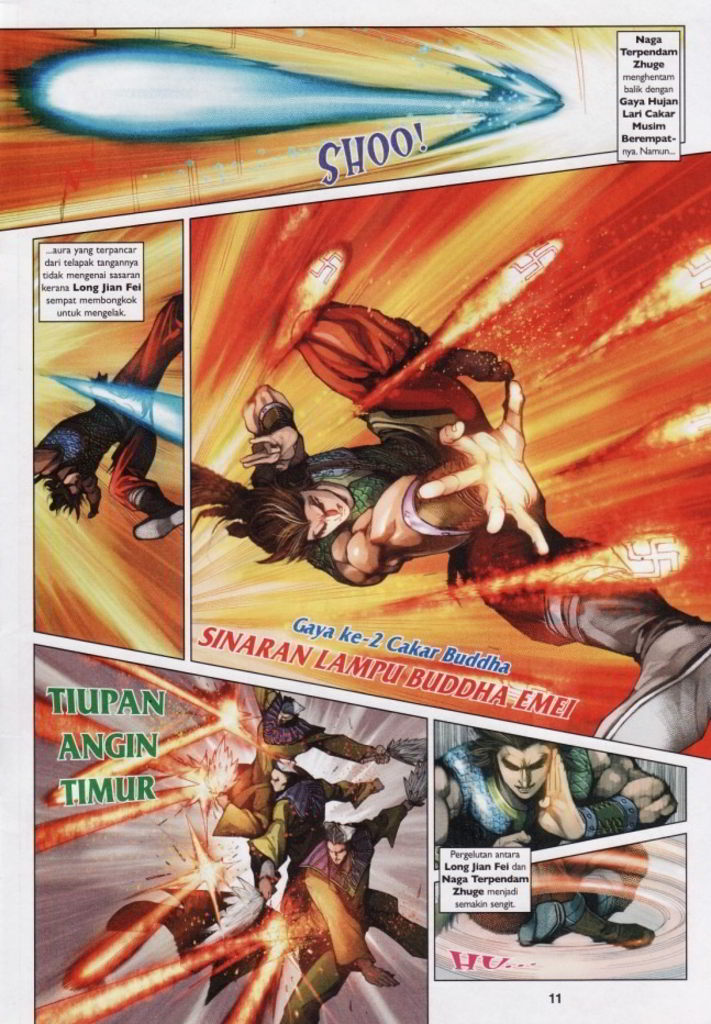 Naga
Terpendam
Zhuge
menghentam
balik dengan
Gaya Hujan
Lari Cakar
Musim
Berempat-
nya. Namun...
SHOO!
...aura yang terpancar
dari telapak tangannya
tidak mengenai sasaran
kerana Long Jian Fei
sempat membongkok
untuk mengelak.
Gaya ke-2 Cakar Buddha
SINARAN LAMPU BUDDHA EMEI
TIUPAN
ANGIN
TIMUR
Pergelutan antara
Long Jian Fei dan
Naga Terpendam
Zhuge menjadi
semakin sengit.
HU...
11